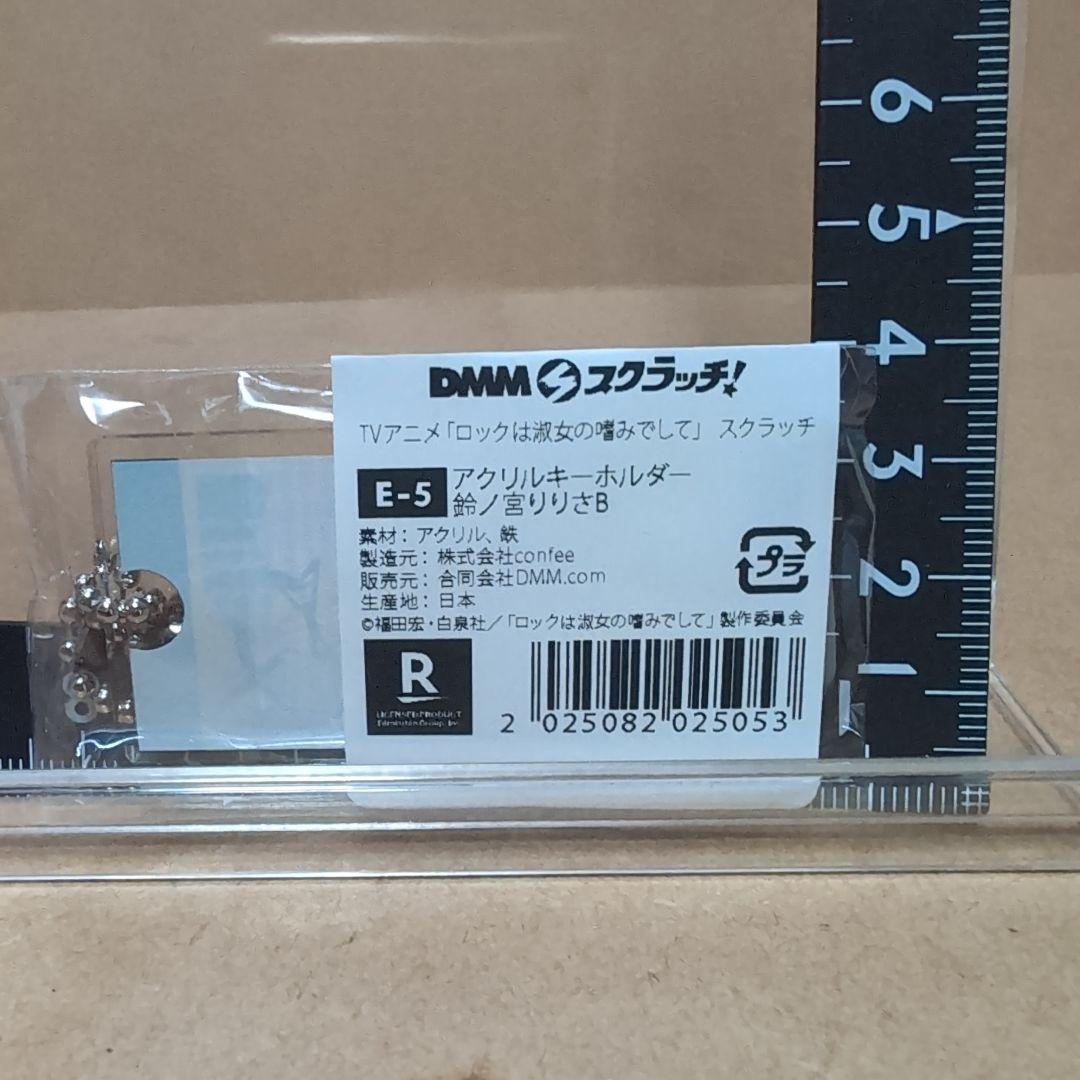 DMM スクラッチ!
TVアニメ「ロックは淑女の嗜みでして」 スクラッチ
E-5 アクリルキーホルダー
鈴ノ宮りりさB
素材：アクリル、鉄
製造元：株式会社confee
販売元：合同会社DMM.com
生産地：日本
プラ
©福田宏・白泉社／「ロックは淑女の嗜みでして」製作委員会
R
LICENSED PRODUCT
2 025082 025053
6
5
4
3
2
1